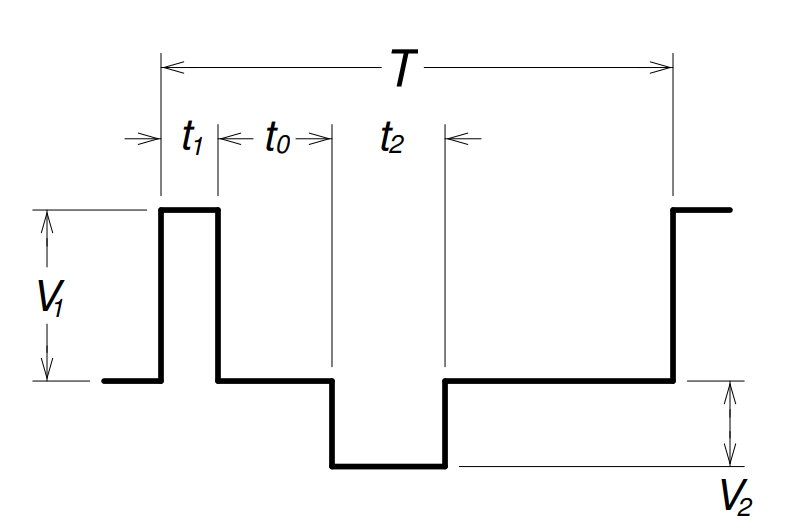 T
t₁ t₀ t₂
V₁
V₂